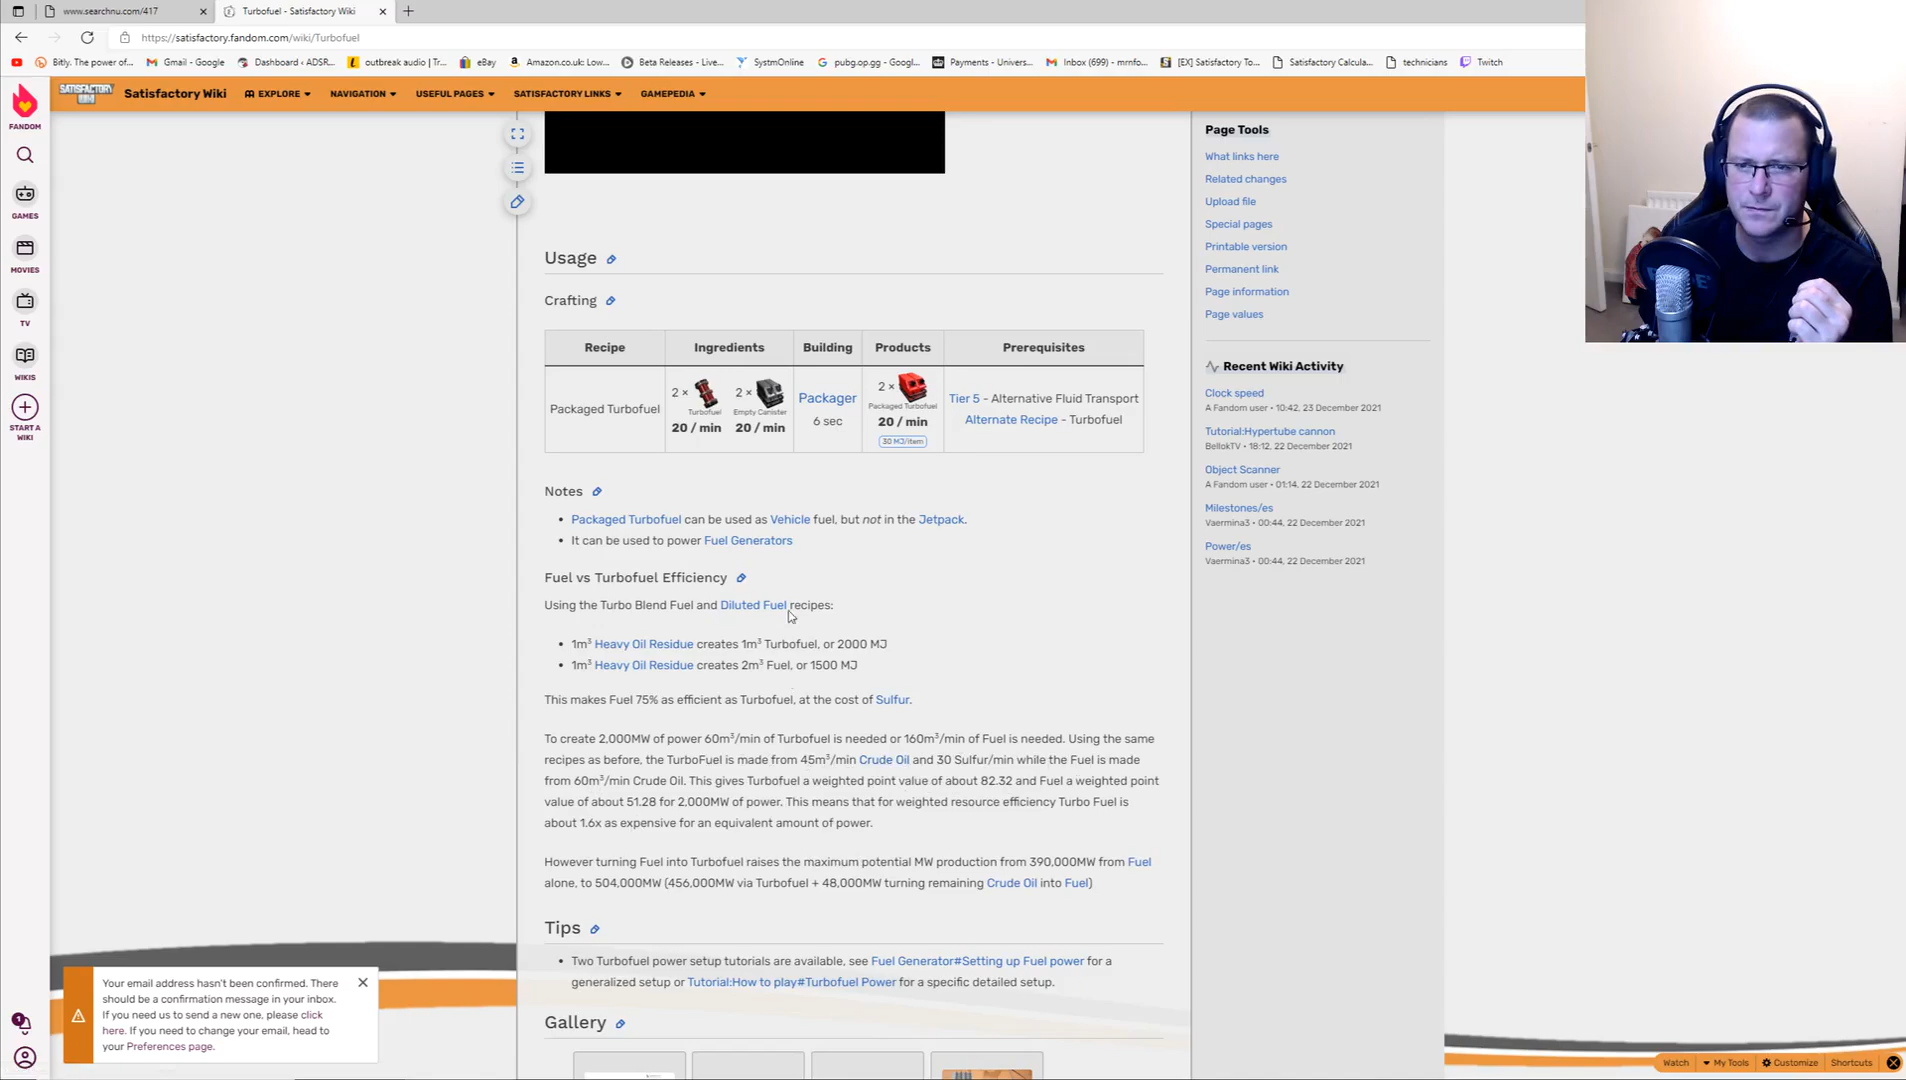 www.searchnu.com/417
Turbofuel - Satisfactory Wiki
https://satisfactory.fandom.com/wiki/Turbofuel
Bitly. The power of...
Gmail - Google
Dashboard ‹ ADSR...
outbreak audio | Tr...
eBay
Amazon.co.uk: Low...
Beta Releases - Live...
SystmOnline
pubg.op.gg - Googl...
Payments - Univers...
Inbox (699) - mrnfo...
[EX] Satisfactory To...
Satisfactory Calcula...
technicians
Twitch
FANDOM
GAMES
MOVIES
TV
WIKIS
START A
WIKI
1
Satisfactory Wiki
EXPLORE
NAVIGATION
USEFUL PAGES
SATISFACTORY LINKS
GAMEPEDIA
Usage
Crafting
Recipe
Ingredients
Building
Products
Prerequisites
Packaged Turbofuel
2 ×
Turbofuel
20 / min
2 ×
Empty Canister
20 / min
Packager
6 sec
2 ×
Packaged Turbofuel
20 / min
30 MJ/item
Tier 5 - Alternative Fluid Transport
Alternate Recipe - Turbofuel
Notes
• Packaged Turbofuel can be used as Vehicle fuel, but not in the Jetpack.
• It can be used to power Fuel Generators
Fuel vs Turbofuel Efficiency
Using the Turbo Blend Fuel and Diluted Fuel recipes:
• 1m³ Heavy Oil Residue creates 1m³ Turbofuel, or 2000 MJ
• 1m³ Heavy Oil Residue creates 2m³ Fuel, or 1500 MJ
This makes Fuel 75% as efficient as Turbofuel, at the cost of Sulfur.
To create 2,000MW of power 60m³/min of Turbofuel is needed or 160m³/min of Fuel is needed. Using the same
recipes as before, the TurboFuel is made from 45m³/min Crude Oil and 30 Sulfur/min while the Fuel is made
from 60m³/min Crude Oil. This gives Turbofuel a weighted point value of about 82.32 and Fuel a weighted point
value of about 51.28 for 2,000MW of power. This means that for weighted resource efficiency Turbo Fuel is
about 1.6x as expensive for an equivalent amount of power.
However turning Fuel into Turbofuel raises the maximum potential MW production from 390,000MW from Fuel
alone, to 504,000MW (456,000MW via Turbofuel + 48,000MW turning remaining Crude Oil into Fuel)
Tips
• Two Turbofuel power setup tutorials are available, see Fuel Generator#Setting up Fuel power for a
generalized setup or Tutorial:How to play#Turbofuel Power for a specific detailed setup.
Gallery
Page Tools
What links here
Related changes
Upload file
Special pages
Printable version
Permanent link
Page information
Page values
Recent Wiki Activity
Clock speed
A Fandom user • 10:42, 23 December 2021
Tutorial:Hypertube cannon
BellokTV • 18:12, 22 December 2021
Object Scanner
A Fandom user • 01:14, 22 December 2021
Milestones/es
Vaermina3 • 00:44, 22 December 2021
Power/es
Vaermina3 • 00:44, 22 December 2021
Your email address hasn't been confirmed. There
should be a confirmation message in your inbox.
If you need us to send a new one, please click
here. If you need to change your email, head to
your Preferences page.
Watch
My Tools
Customize
Shortcuts